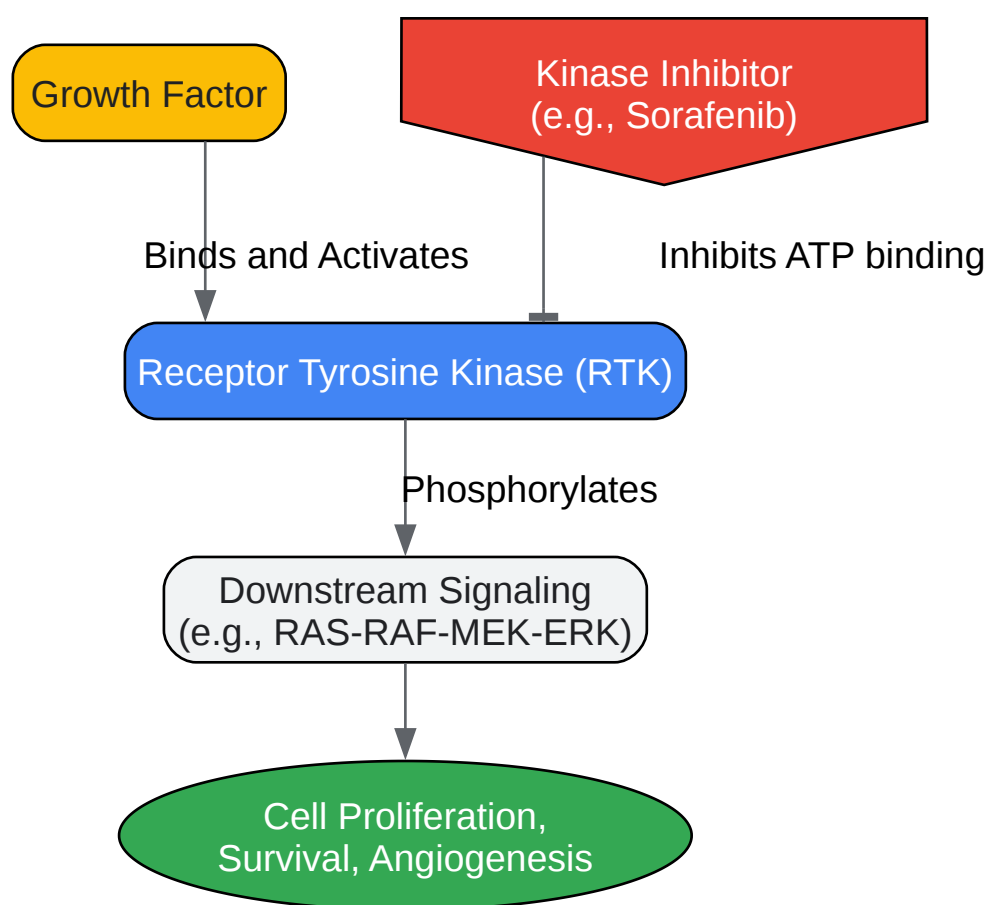 Growth Factor
Kinase Inhibitor
(e.g., Sorafenib)
Binds and Activates
Inhibits ATP binding
Receptor Tyrosine Kinase (RTK)
Phosphorylates
Downstream Signaling
(e.g., RAS-RAF-MEK-ERK)
Cell Proliferation,
Survival, Angiogenesis